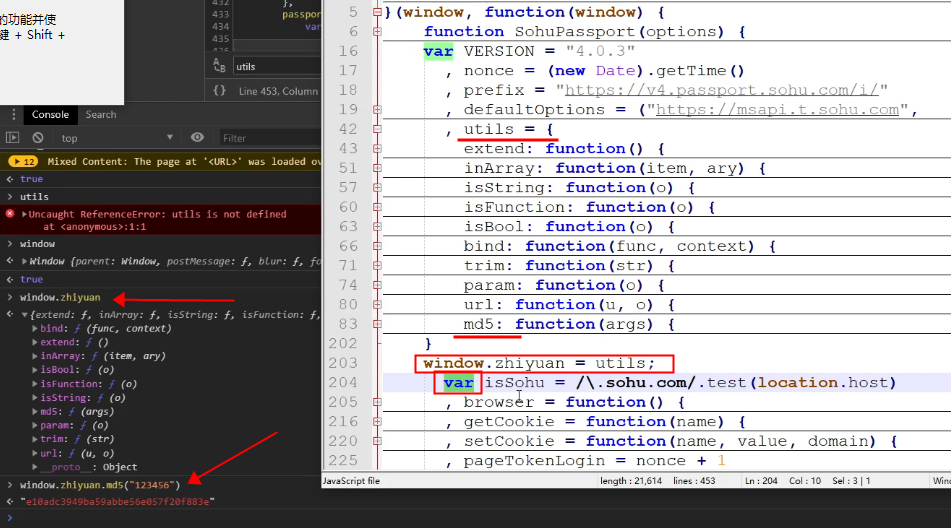 的功能并使
键 + Shift +
432
433
434
435
436
},
passpor
var
utils
{} Line 453, Column
Console Search
top Filter
12 Mixed Content: The page at '<URL>' was loaded ov
true
utils
Uncaught ReferenceError: utils is not defined
at <anonymous>:1:1
window
Window {parent: Window, postMessage: ƒ, blur: ƒ, fo
true
window.zhiyuan
{extend: ƒ, inArray: ƒ, isString: ƒ, isFunction: ƒ,
bind: ƒ (func, context)
extend: ƒ ()
inArray: ƒ (item, ary)
isBool: ƒ (o)
isFunction: ƒ (o)
isString: ƒ (o)
md5: ƒ (args)
param: ƒ (o)
trim: ƒ (str)
url: ƒ (u, o)
__proto__: Object
window.zhiyuan.md5("123456")
"e10adc3949ba59abbe56e057f20f883e"
5 }(window, function(window) {
6 function SohuPassport(options) {
16 var VERSION = "4.0.3"
17 , nonce = (new Date).getTime()
18 , prefix = "https://v4.passport.sohu.com/i/"
19 , defaultOptions = ("https://msapi.t.sohu.com",
42 , utils = {
43 extend: function() {
51 inArray: function(item, ary) {
57 isString: function(o) {
60 isFunction: function(o) {
63 isBool: function(o) {
66 bind: function(func, context) {
71 trim: function(str) {
74 param: function(o) {
80 url: function(u, o) {
83 md5: function(args) {
202 }
203 window.zhiyuan = utils;
204 var isSohu = /\.sohu.com/.test(location.host)
205 , browser = function() {
216 , getCookie = function(name) {
220 , setCookie = function(name, value, domain) {
225 , pageTokenLogin = nonce + 1
JavaScript file length : 21,614 lines : 453 Ln : 204 Col : 10 Sel : 3 | 1 Win